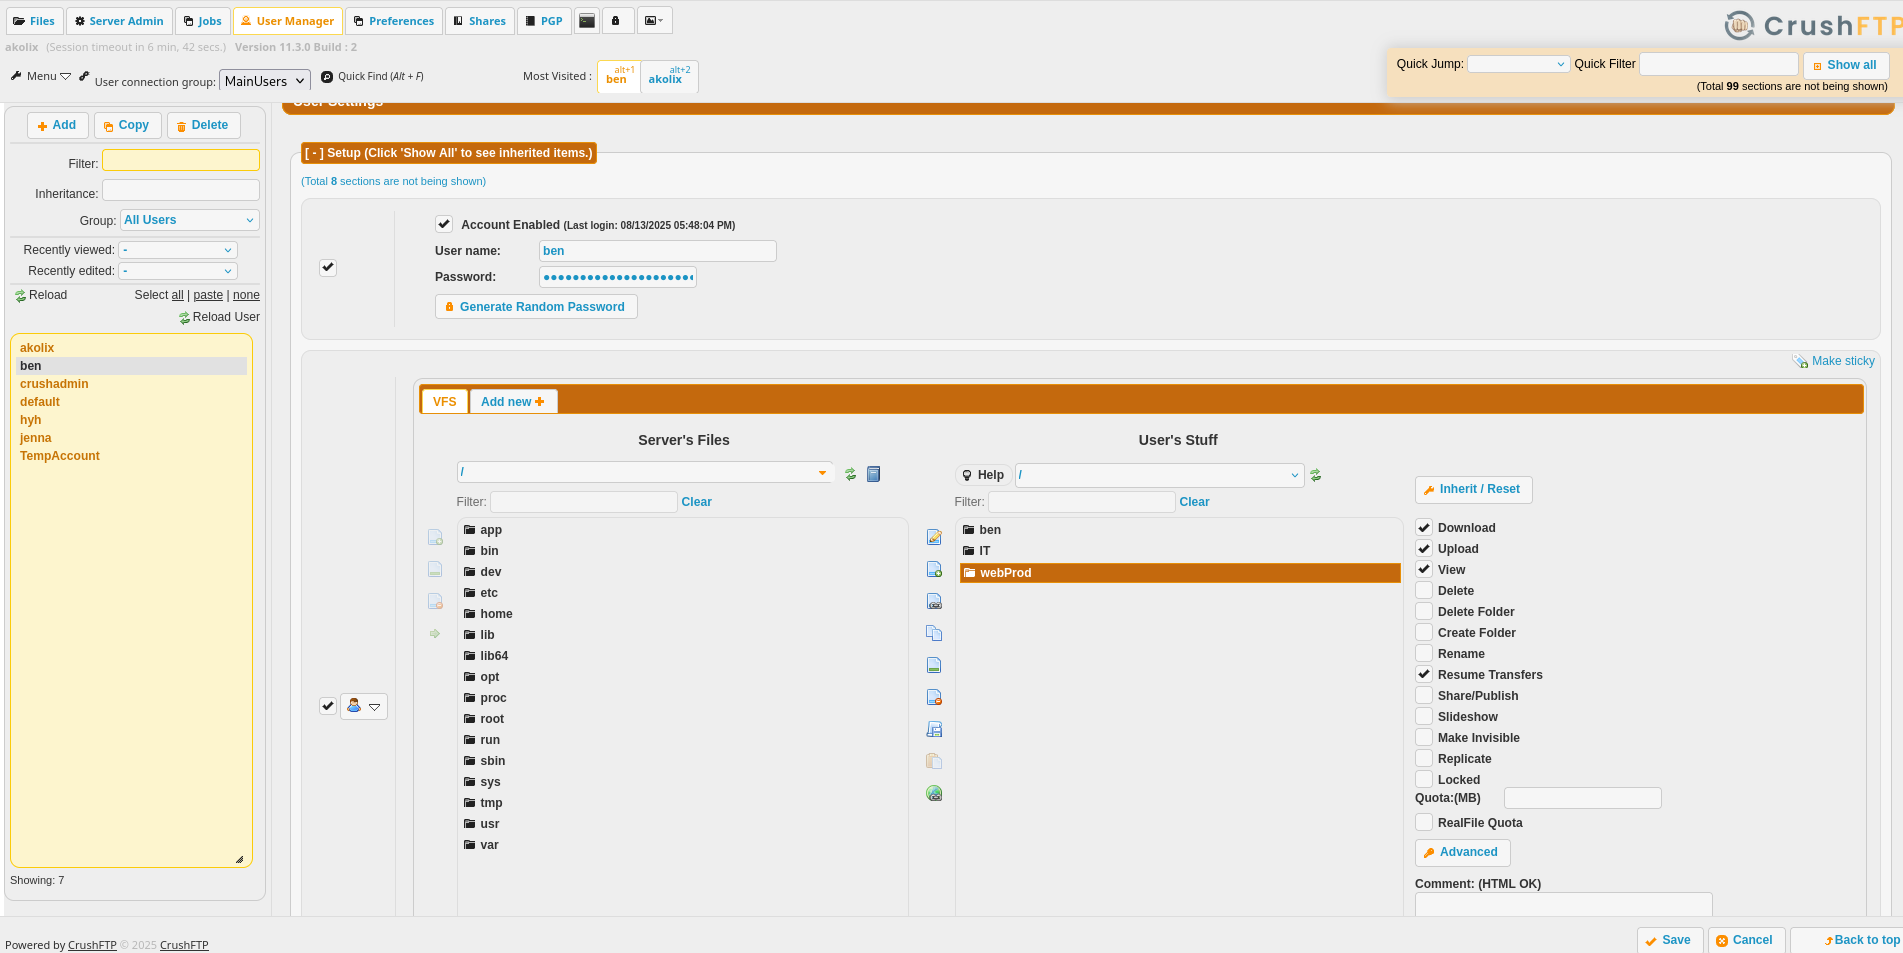 Files Server Admin Jobs User Manager Preferences Shares PGP
CrushFTP
akolix (Session timeout in 6 min, 42 secs.) Version 11.3.0 Build : 2
Menu User connection group: MainUsers Quick Find (Alt + F) Most Visited : alt+1 ben alt+2 akolix
Quick Jump: Quick Filter Show all
(Total 99 sections are not being shown)
User Settings
Add Copy Delete
Filter:
Inheritance:
Group: All Users
Recently viewed: -
Recently edited: -
Reload Select all | paste | none
Reload User
akolix
ben
crushadmin
default
hyh
jenna
TempAccount
Showing: 7
[ - ] Setup (Click 'Show All' to see inherited items.)
(Total 8 sections are not being shown)
Account Enabled (Last login: 08/13/2025 05:48:04 PM)
User name: ben
Password: ●●●●●●●●●●●●●●●●●●●●●
Generate Random Password
Make sticky
VFS Add new
Server's Files
/
Filter: Clear
app
bin
dev
etc
home
lib
lib64
opt
proc
root
run
sbin
sys
tmp
usr
var
User's Stuff
Help /
Filter: Clear
ben
IT
webProd
Inherit / Reset
Download
Upload
View
Delete
Delete Folder
Create Folder
Rename
Resume Transfers
Share/Publish
Slideshow
Make Invisible
Replicate
Locked
Quota:(MB)
RealFile Quota
Advanced
Comment: (HTML OK)
Powered by CrushFTP © 2025 CrushFTP
Save Cancel Back to top